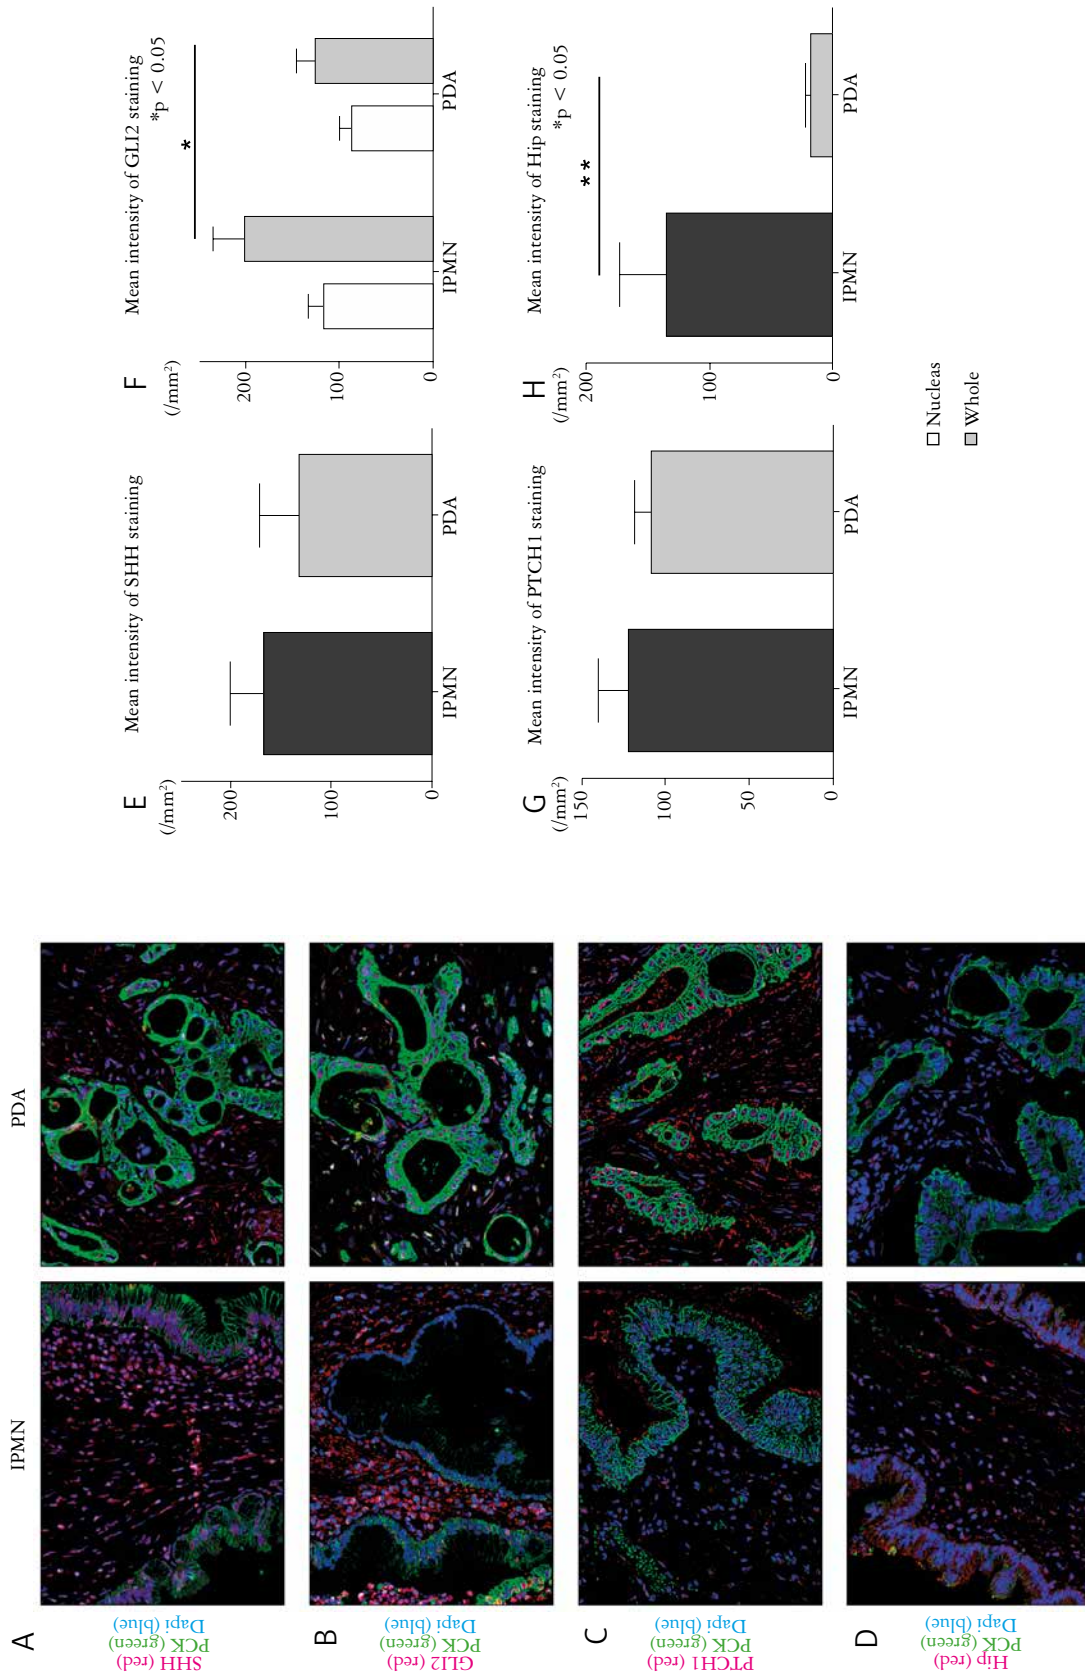 IPMN
PDA
A
SHH (red)
PCK (green)
Dapi (blue)
B
GLI2 (red)
PCK (green)
Dapi (blue)
C
PTCH1 (red)
PCK (green)
Dapi (blue)
D
Hip (red)
PCK (green)
Dapi (blue)
E
Mean intensity of SHH staining
(/mm²)
200
100
0
IPMN
PDA
F
Mean intensity of GLI2 staining
*p < 0.05
(/mm²)
*
200
100
0
IPMN
PDA
G
Mean intensity of PTCH1 staining
(/mm²)
150
100
50
0
IPMN
PDA
H
Mean intensity of Hip staining
*p < 0.05
(/mm²)
**
200
100
0
IPMN
PDA
Nucleas
Whole